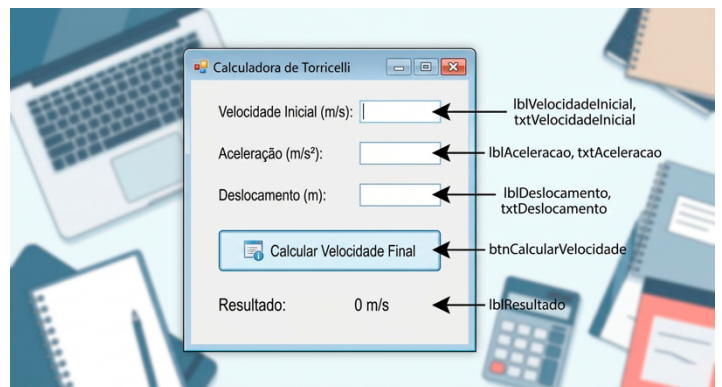 Calculadora de Torricelli
Velocidade Inicial (m/s):
lblVelocidadeInicial,
txtVelocidadeInicial
Aceleração (m/s²):
lblAceleracao, txtAceleracao
Deslocamento (m):
lblDeslocamento,
txtDeslocamento
Calcular Velocidade Final
btnCalcularVelocidade
Resultado: 0 m/s
lblResultado